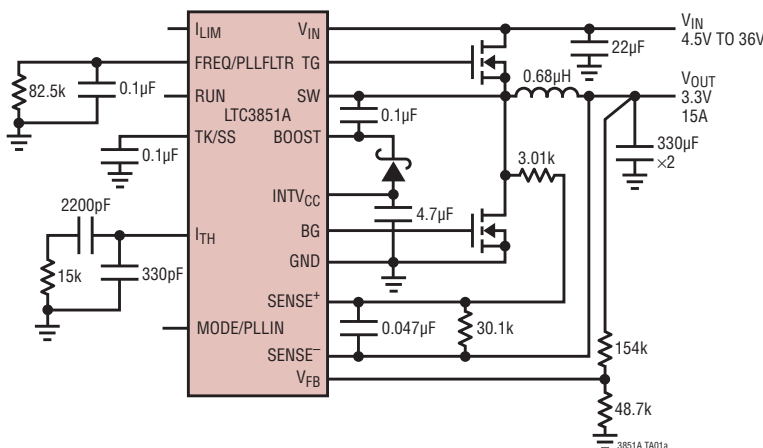 I_LIM
V_IN
V_IN
4.5V TO 36V
22µF
FREQ/PLLFLTR
TG
82.5k
0.1µF
0.68µH
RUN
LTC3851A
SW
V_OUT
3.3V
15A
0.1µF
TK/SS
BOOST
0.1µF
330µF
×2
3.01k
INTV_CC
2200pF
4.7µF
I_TH
BG
15k
330pF
GND
SENSE+
MODE/PLLIN
0.047µF
30.1k
SENSE−
154k
V_FB
48.7k
3851A TA01a